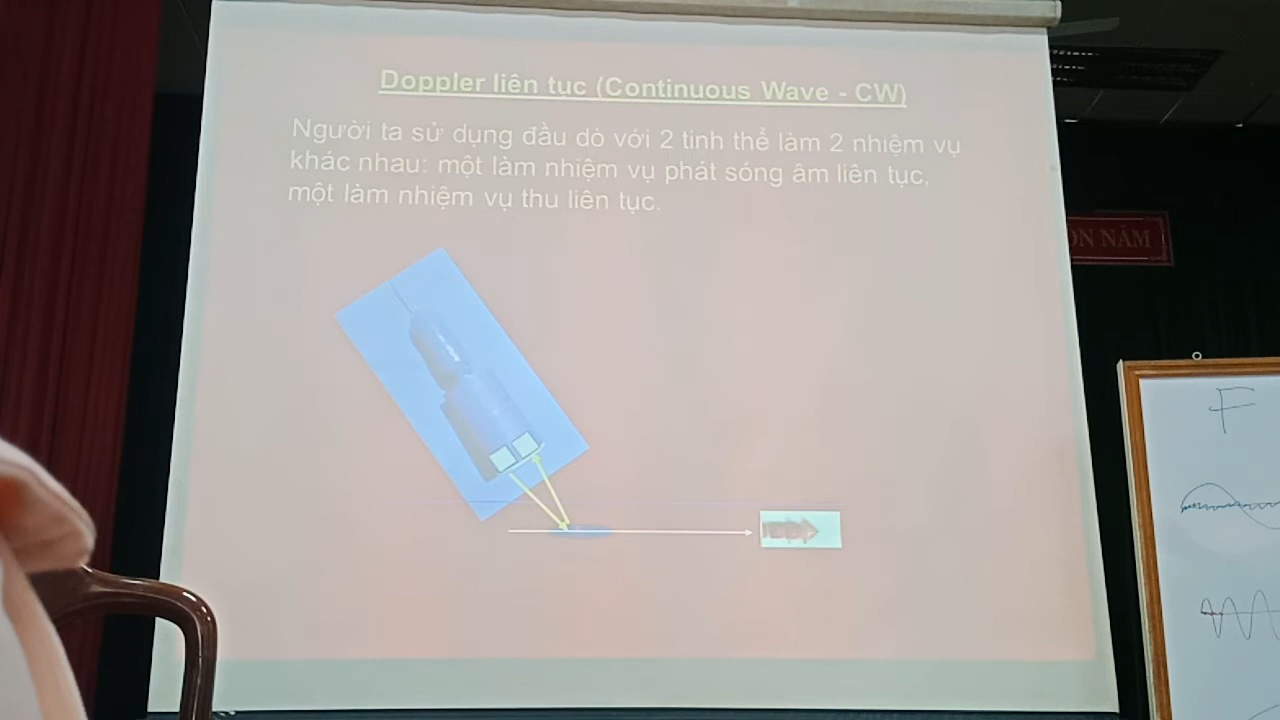 Doppler liên tục (Continuous Wave - CW)
Người ta sử dụng đầu dò với 2 tinh thể làm 2 nhiệm vụ
khác nhau: một làm nhiệm vụ phát sóng âm liên tục,
một làm nhiệm vụ thu liên tục.
NĂM
F